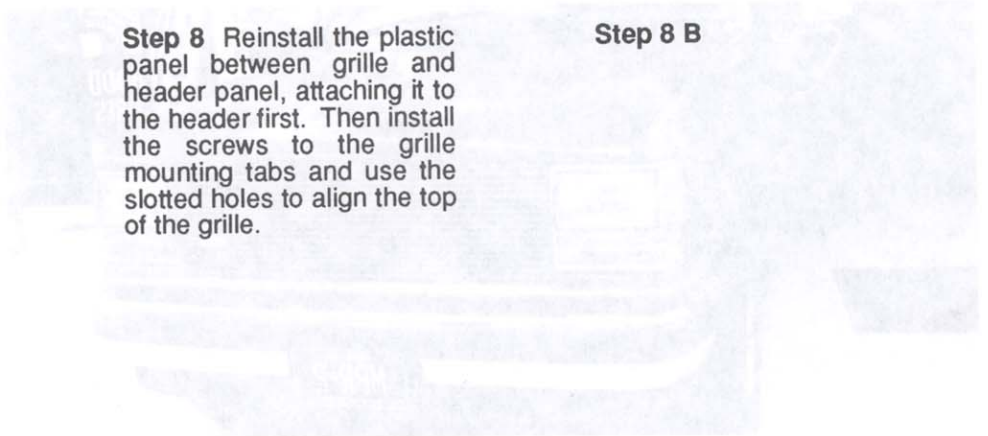 Step 8 Reinstall the plastic
panel between grille and
header panel, attaching it to
the header first. Then install
the screws to the grille
mounting tabs and use the
slotted holes to align the top
of the grille.
Step 8 B